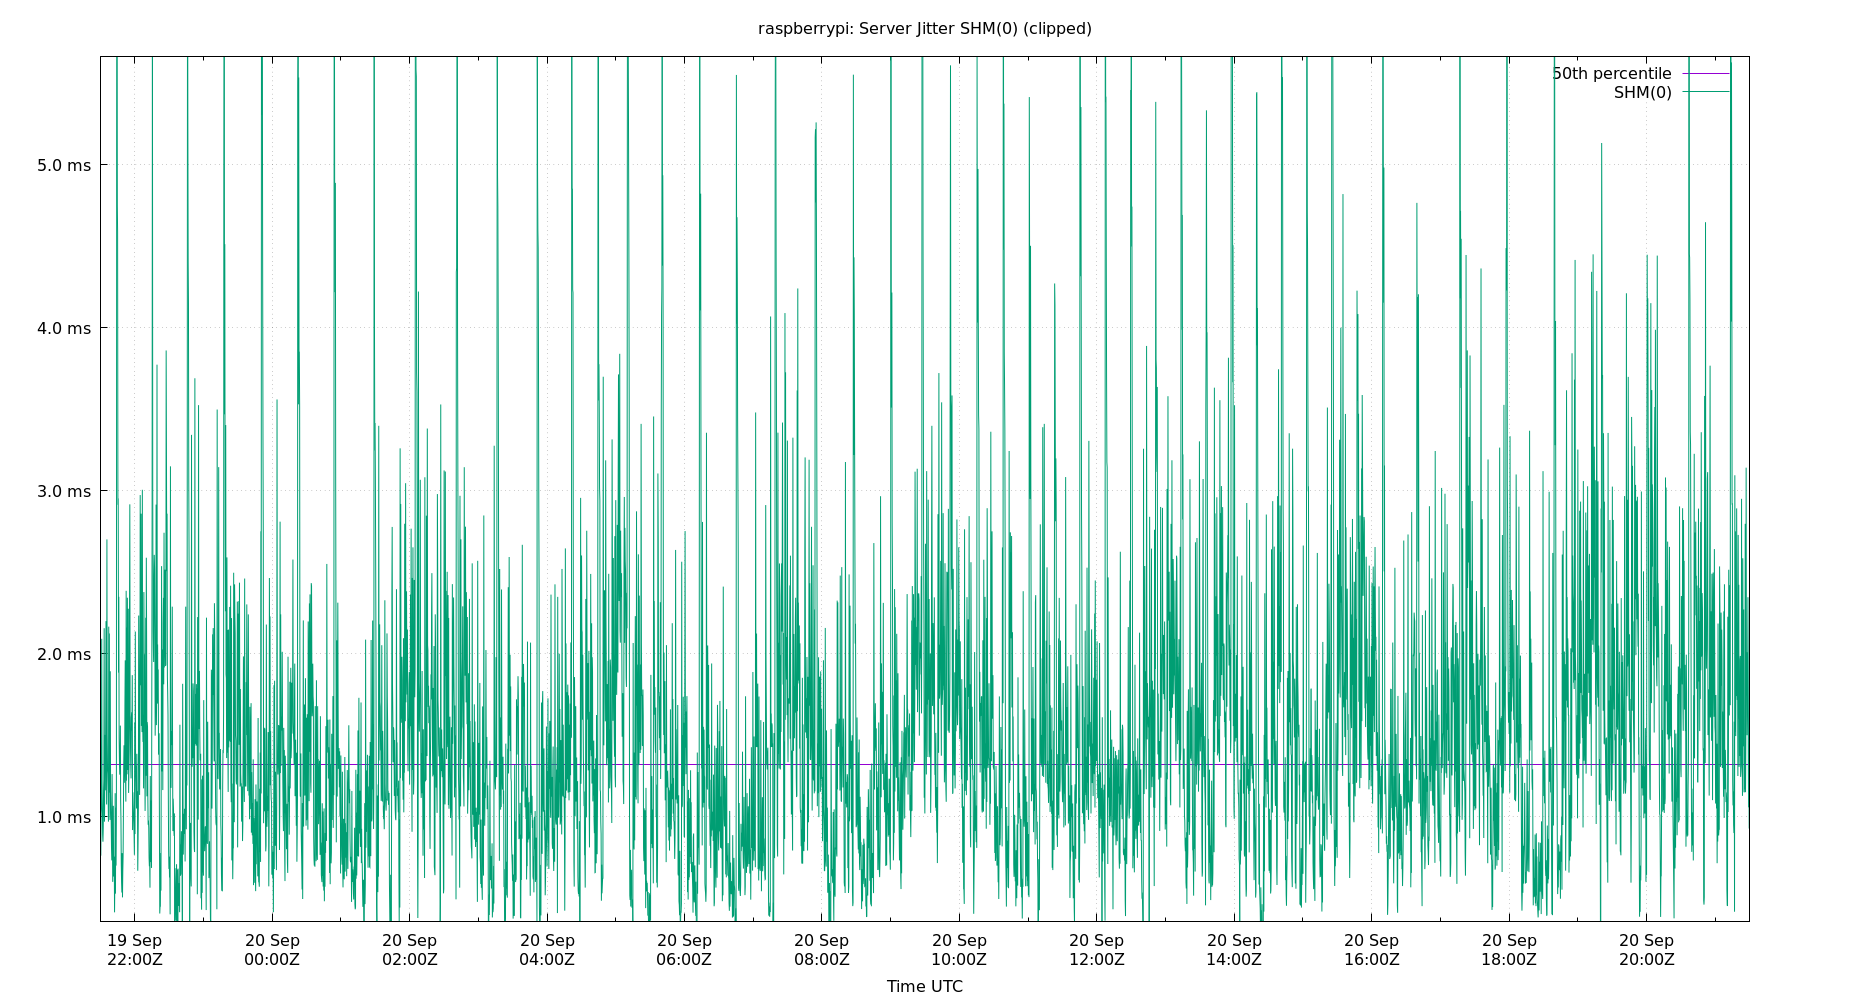 raspberrypi: Server Jitter SHM(0) (clipped)
50th percentile
SHM(0)
5.0 ms
4.0 ms
3.0 ms
2.0 ms
1.0 ms
19 Sep 20 Sep 20 Sep 20 Sep 20 Sep 20 Sep 20 Sep 20 Sep 20 Sep 20 Sep 20 Sep 20 Sep
22:00Z 00:00Z 02:00Z 04:00Z 06:00Z 08:00Z 10:00Z 12:00Z 14:00Z 16:00Z 18:00Z 20:00Z
Time UTC